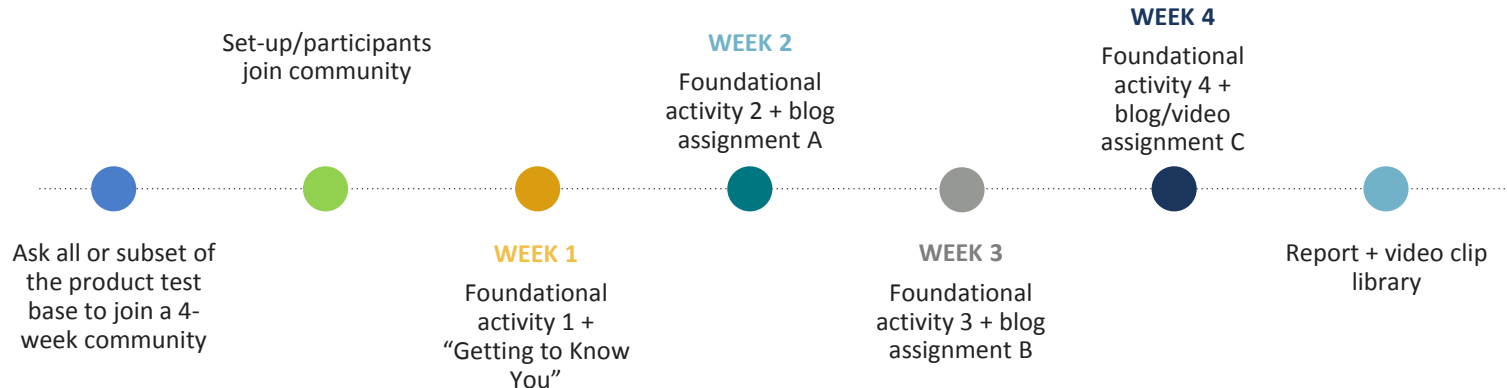 Ask all or subset of
the product test
base to join a 4-
week community
Set-up/participants
join community
WEEK 1
Foundational
activity 1 +
“Getting to Know
You”
WEEK 2
Foundational
activity 2 + blog
assignment A
WEEK 3
Foundational
activity 3 + blog
assignment B
WEEK 4
Foundational
activity 4 +
blog/video
assignment C
Report + video clip
library